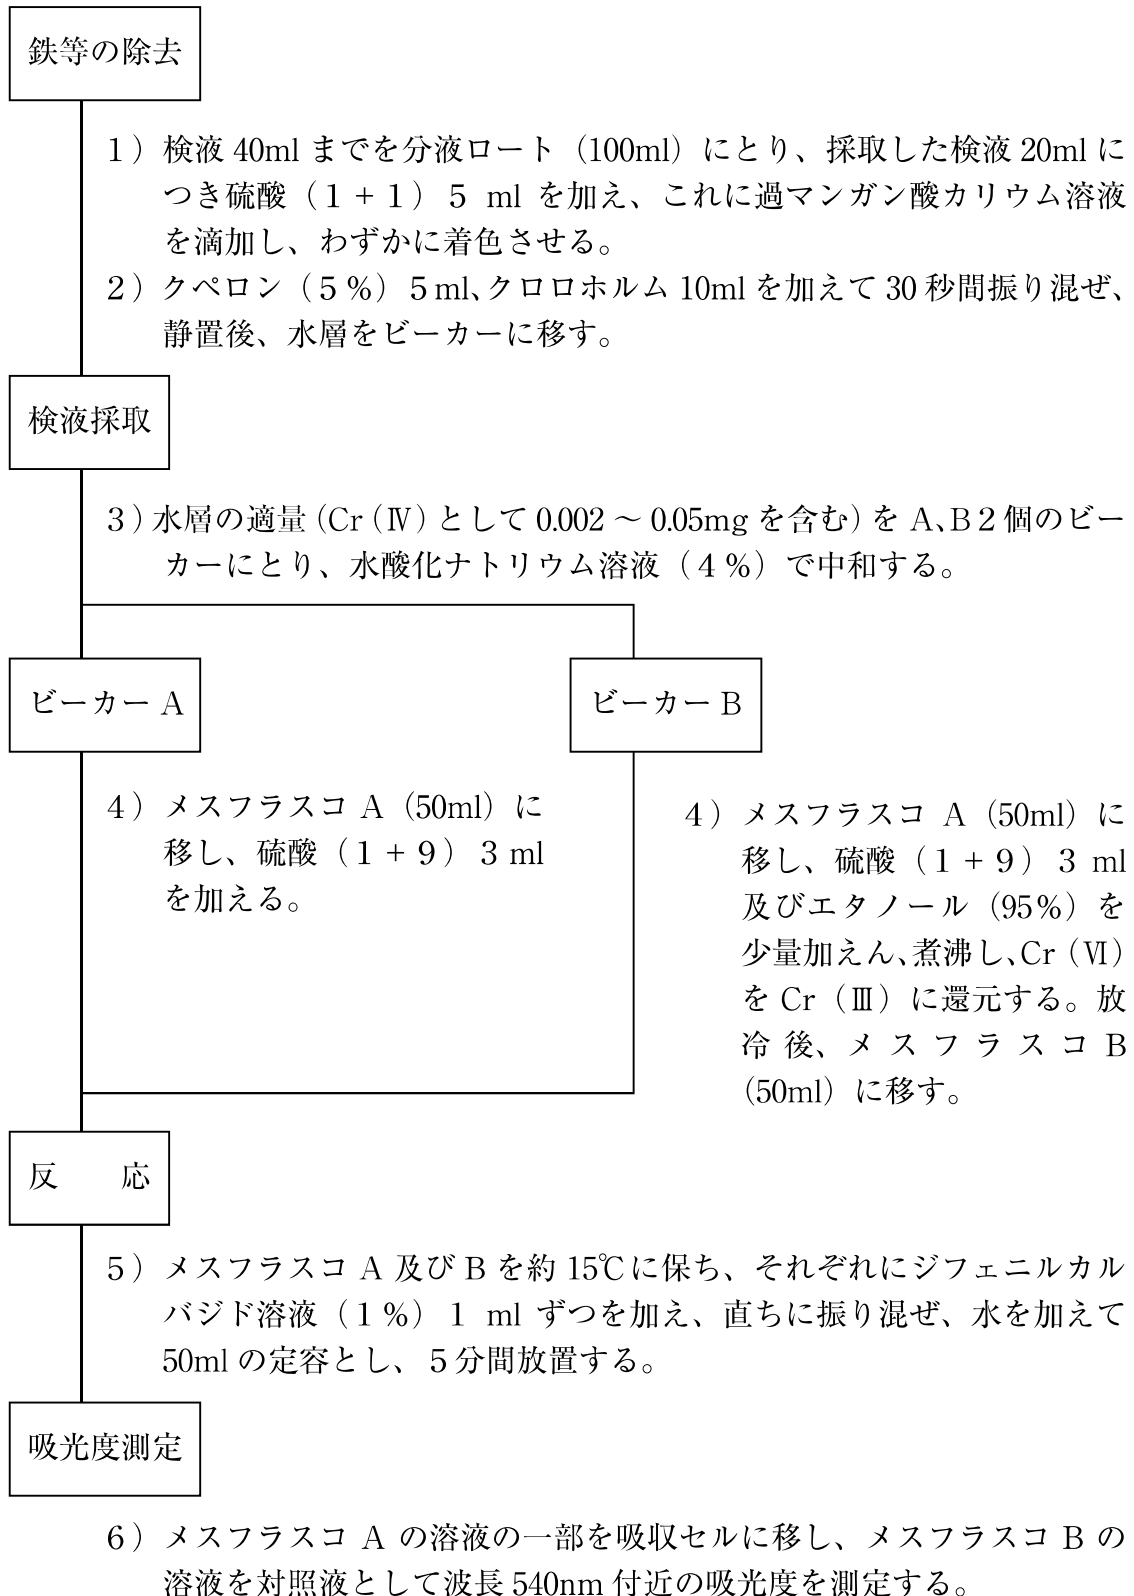 鉄等の除去
1）検液 40ml までを分液ロート（100ml）にとり、採取した検液 20ml に
つき硫酸（１+１）５ ml を加え、これに過マンガン酸カリウム溶液
を滴加し、わずかに着色させる。
2）クペロン（５%）５ml、クロロホルム 10ml を加えて 30 秒間振り混ぜ、
静置後、水層をビーカーに移す。
検液採取
3）水層の適量（Cr（Ⅳ）として 0.002 ～ 0.05mg を含む）を A、B２個のビー
カーにとり、水酸化ナトリウム溶液（４%）で中和する。
ビーカー A
ビーカー B
4）メスフラスコ A（50ml）に
移し、硫酸（１+９）３ ml
を加える。
4）メスフラスコ A（50ml）に
移し、硫酸（１+９）３ ml
及びエタノール（95%）を
少量加えん、煮沸し、Cr（Ⅵ）
を Cr（Ⅲ）に還元する。放
冷後、メスフラスコ B
（50ml）に移す。
反　　応
5）メスフラスコ A 及び B を約 15℃に保ち、それぞれにジフェニルカル
バジド溶液（１%）１ ml ずつを加え、直ちに振り混ぜ、水を加えて
50ml の定容とし、５分間放置する。
吸光度測定
6）メスフラスコ A の溶液の一部を吸収セルに移し、メスフラスコ B の
溶液を対照液として波長 540nm 付近の吸光度を測定する。